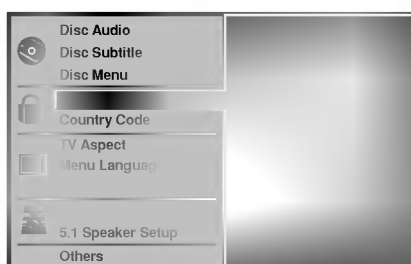 Disc Audio
Disc Subtitle
Disc Menu
Country Code
TV Aspect
Menu Languag
5.1 Speaker Setup
Others